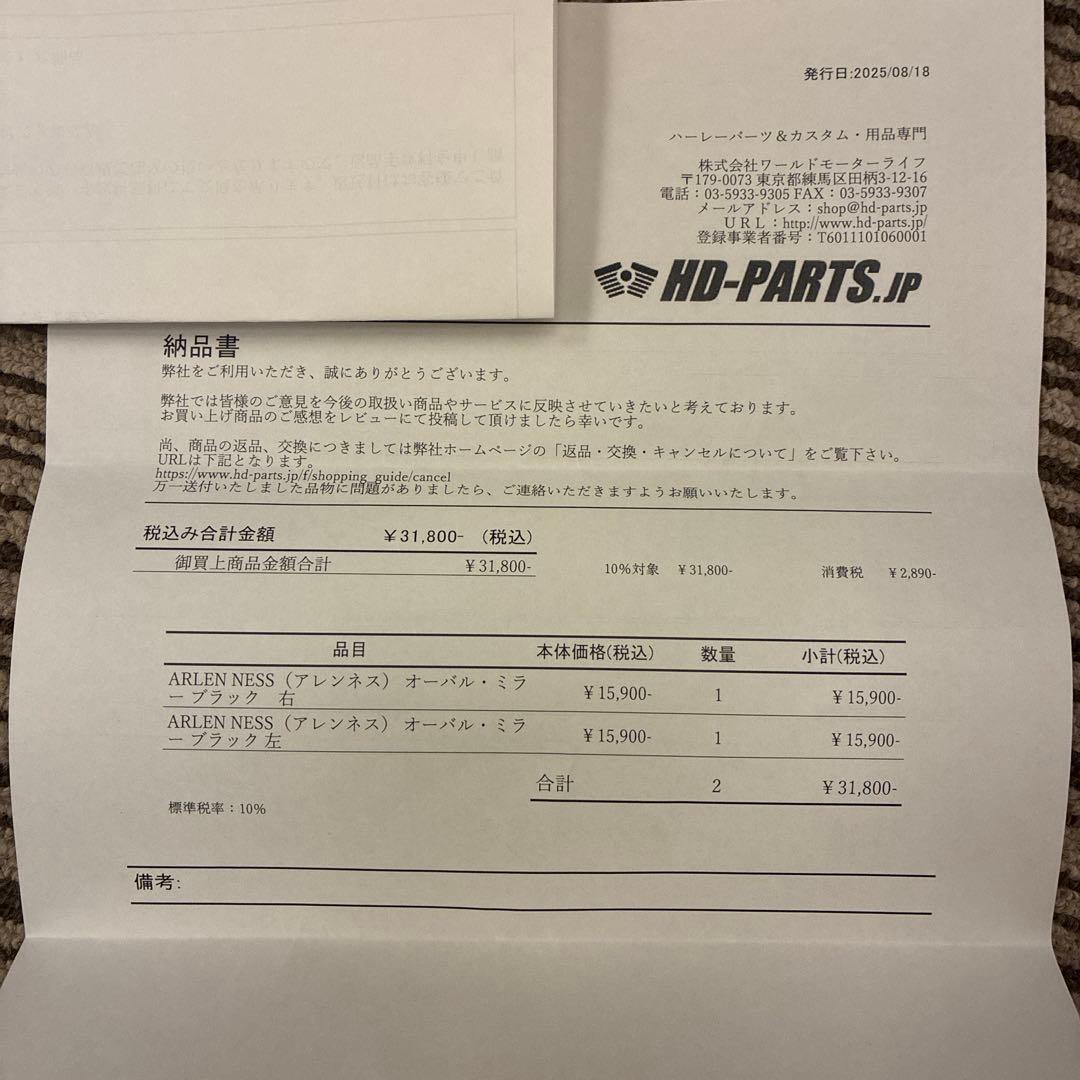 発行日:2025/08/18
ハーレーパーツ&カスタム・用品専門
株式会社ワールドモーターライフ
〒179-0073 東京都練馬区田柄3-12-16
電話：03-5933-9305 FAX：03-5933-9307
メールアドレス：shop@hd-parts.jp
URL：http://www.hd-parts.jp/
登録事業者番号：T6011101060001
HD-PARTS.JP
納品書
弊社をご利用いただき、誠にありがとうございます。
弊社では皆様のご意見を今後の取扱い商品やサービスに反映させていきたいと考えております。
お買い上げ商品のご感想をレビューにて投稿して頂けましたら幸いです。
尚、商品の返品、交換につきましては弊社ホームページの「返品・交換・キャンセルについて」をご覧下さい。
URLは下記となります。
https://www.hd-parts.jp/f/shopping_guide/cancel
万一送付いたしました品物に問題がありましたら、ご連絡いただきますようお願いいたします。
税込み合計金額 ￥31,800- (税込)
御買上商品金額合計 ￥31,800- 10%対象 ￥31,800- 消費税 ￥2,890-
品目 本体価格(税込) 数量 小計(税込)
ARLEN NESS（アレンネス） オーバル・ミラ
ー ブラック 右 ￥15,900- 1 ￥15,900-
ARLEN NESS（アレンネス） オーバル・ミラ
ー ブラック 左 ￥15,900- 1 ￥15,900-
合計 2 ￥31,800-
標準税率：10%
備考: